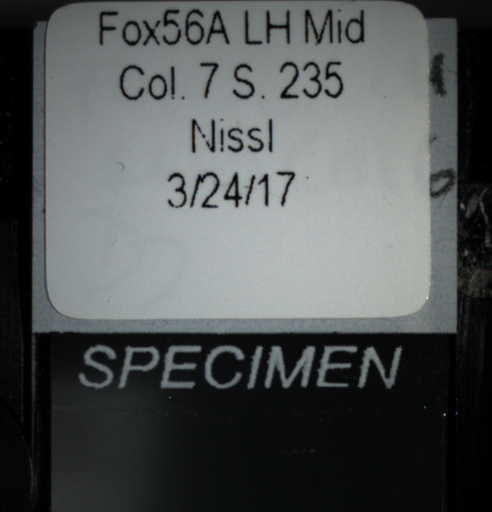 Fox56A LH Mid
Col. 7 S. 235
Nissl
3/24/17
SPECIMEN